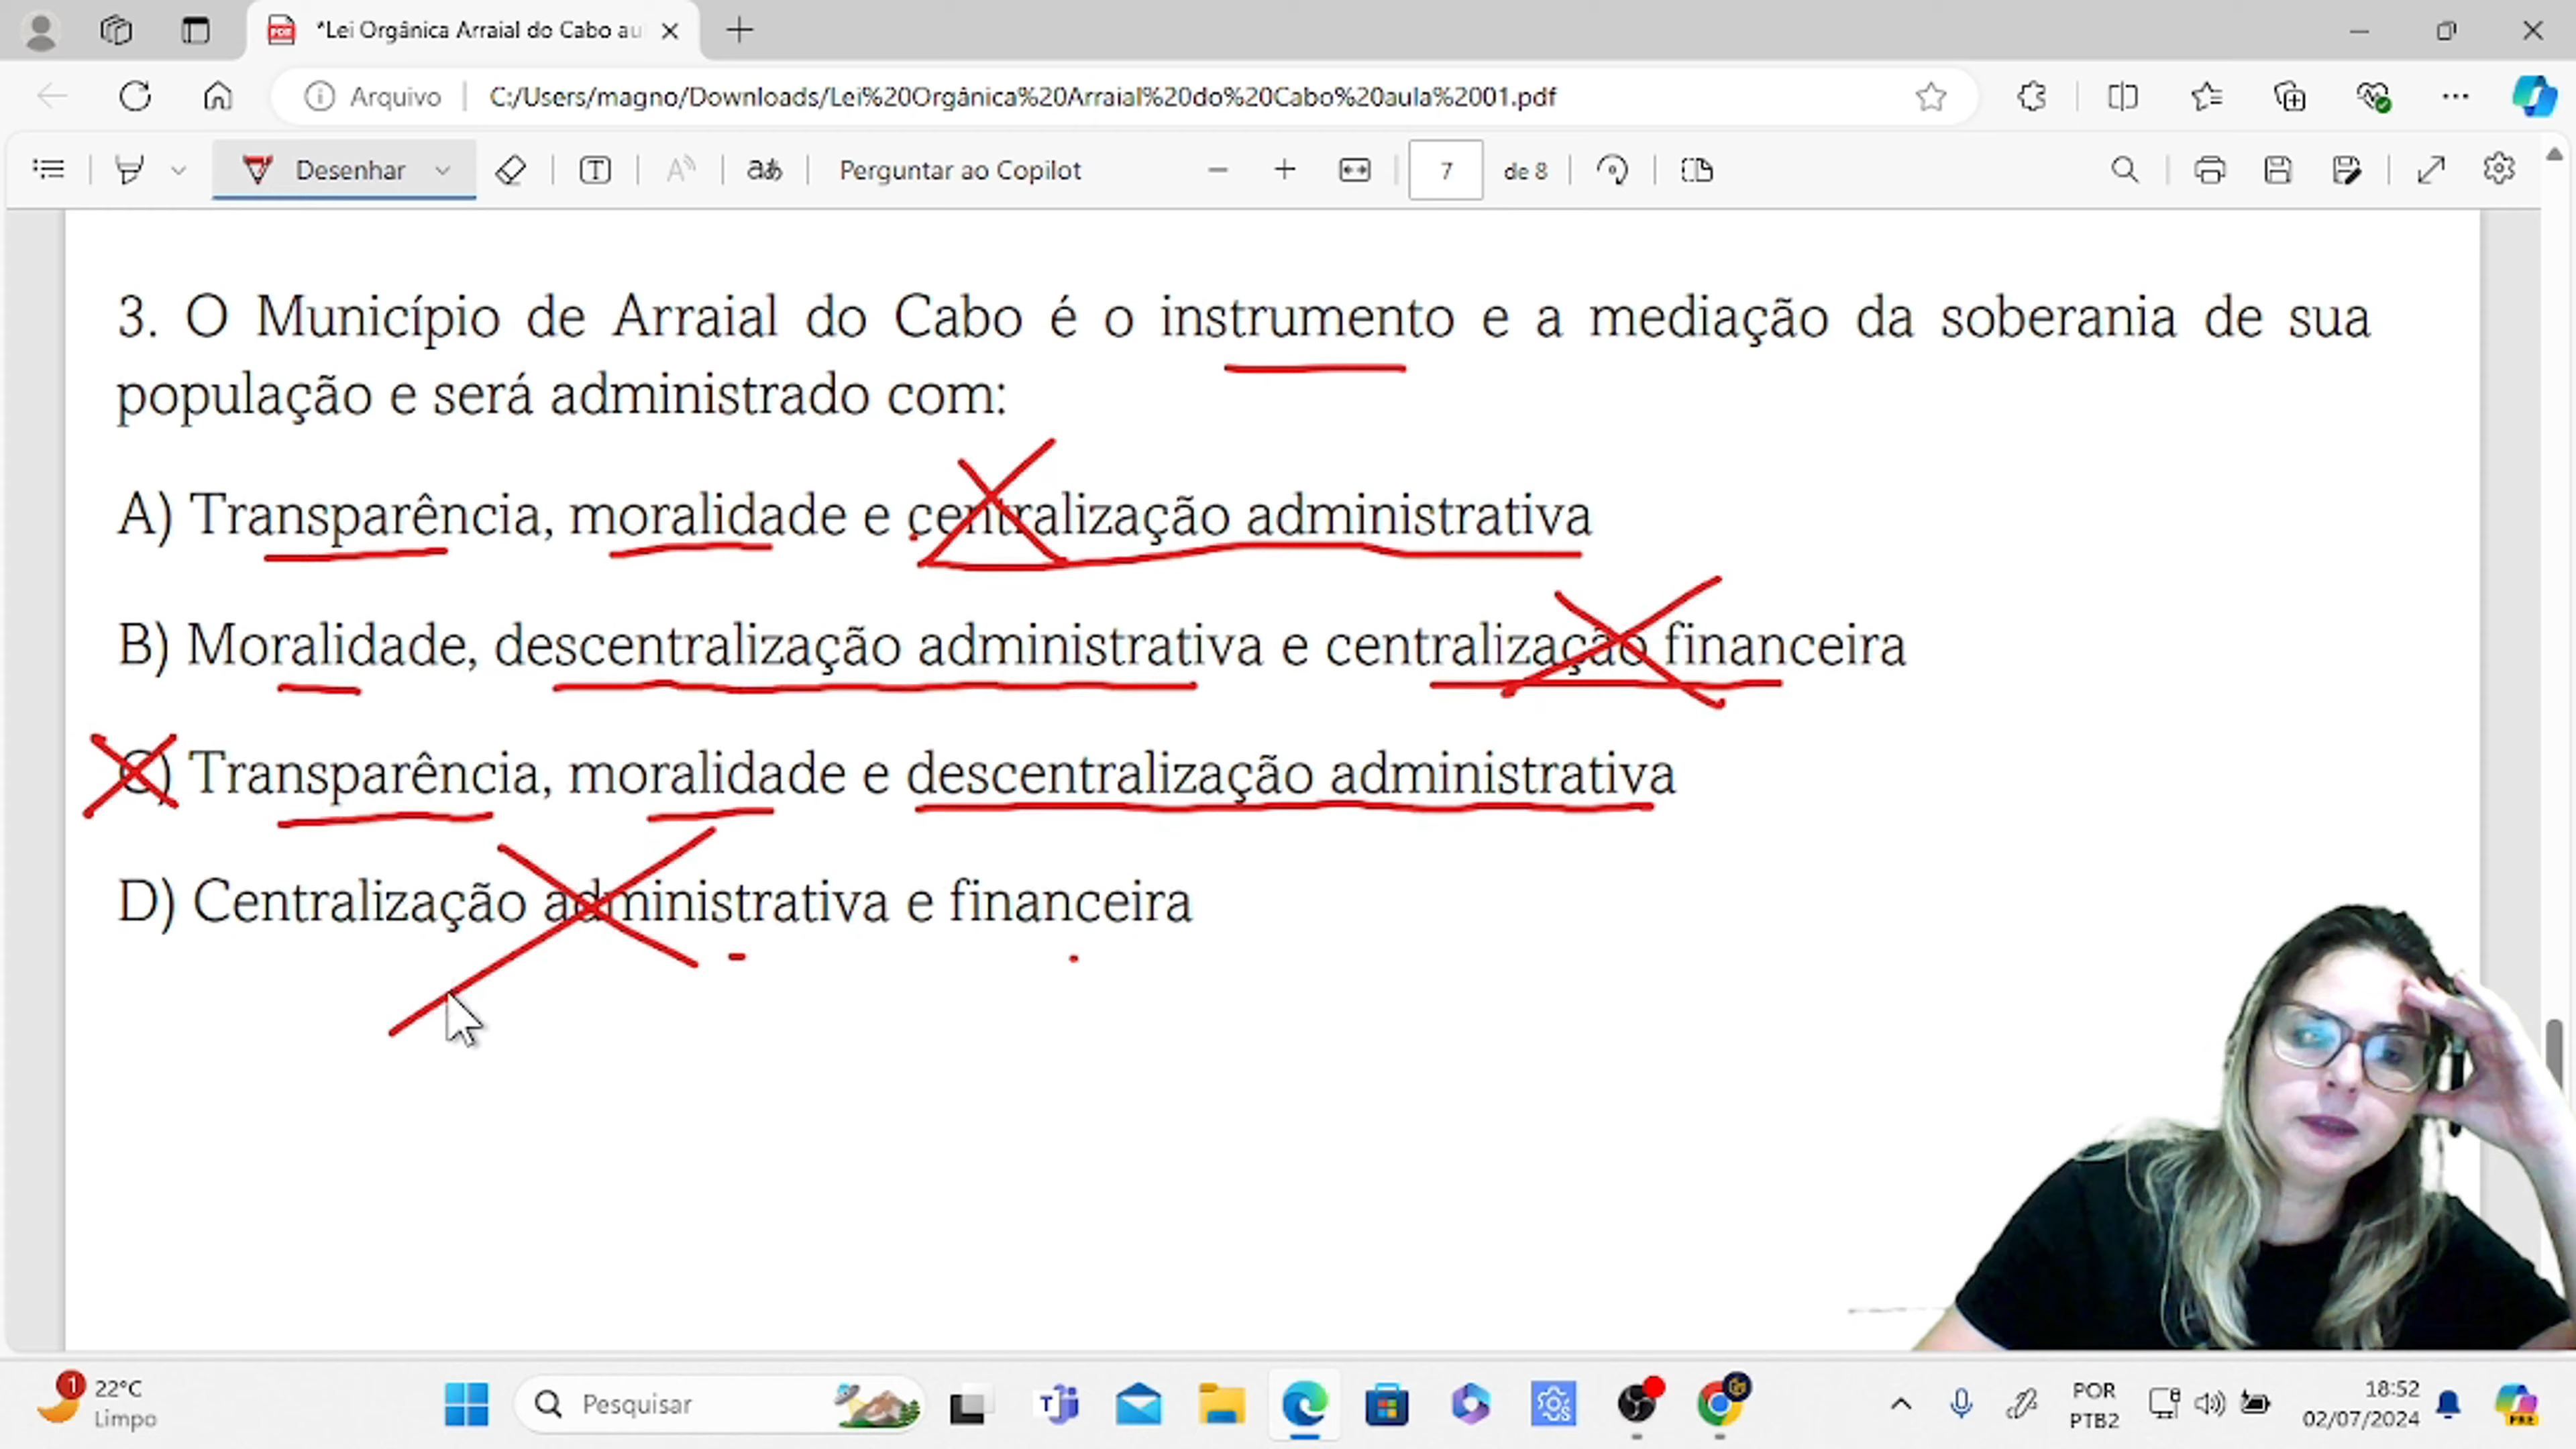 *Lei Orgânica Arraial do Cabo au
Arquivo
C:/Users/magno/Downloads/Lei%20Orgânica%20Arraial%20do%20Cabo%20aula%2001.pdf
Desenhar
Perguntar ao Copilot
7 de 8
3. O Município de Arraial do Cabo é o instrumento e a mediação da soberania de sua
população e será administrado com:
A) Transparência, moralidade e centralização administrativa
B) Moralidade, descentralização administrativa e centralização financeira
C) Transparência, moralidade e descentralização administrativa
D) Centralização administrativa e financeira
1
22°C
Limpo
Pesquisar
POR
PTB2
18:52
02/07/2024
PRE